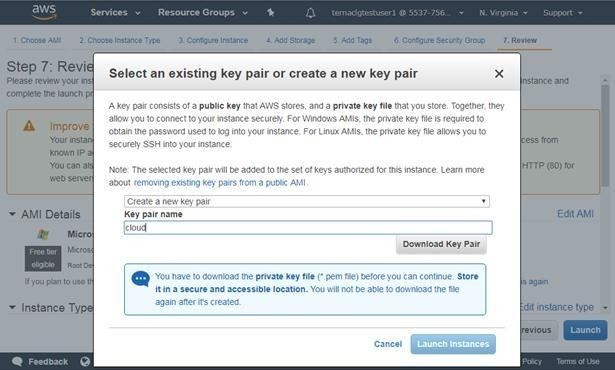 aws Services Resource Groups temadgtestuser1 @ 5537-756... N. Virginia Support
1. Choose AMI 2. Choose Instance Type 3. Configure Instance 4. Add Storage 5. Add Tags 6. Configure Security Group 7. Review
Step 7: Revie
Please review your inst
instance and
complete the launch pr
Select an existing key pair or create a new key pair
A key pair consists of a public key that AWS stores, and a private key file that you store. Together, they
allow you to connect to your instance securely. For Windows AMIs, the private key file is required to
obtain the password used to log into your instance. For Linux AMIs, the private key file allows you to
securely SSH into your instance.
Note: The selected key pair will be added to the set of keys authorized for this instance. Learn more
about removing existing key pairs from a public AMI.
Create a new key pair
Key pair name
cloud
Download Key Pair
You have to download the private key file (*.pem file) before you can continue. Store
it in a secure and accessible location. You will not be able to download the file
again after it's created.
Cancel Launch Instances
Improve
Your instan
cess from
known IP a
You can als
HTTP (80) for
web servers
AMI Details Edit AMI
Micros
Free tier
eligible
Microso
Root Dev
If you plan to use th
is again
Instance Type Edit instance type
revious Launch
Feedback Policy Terms of Use